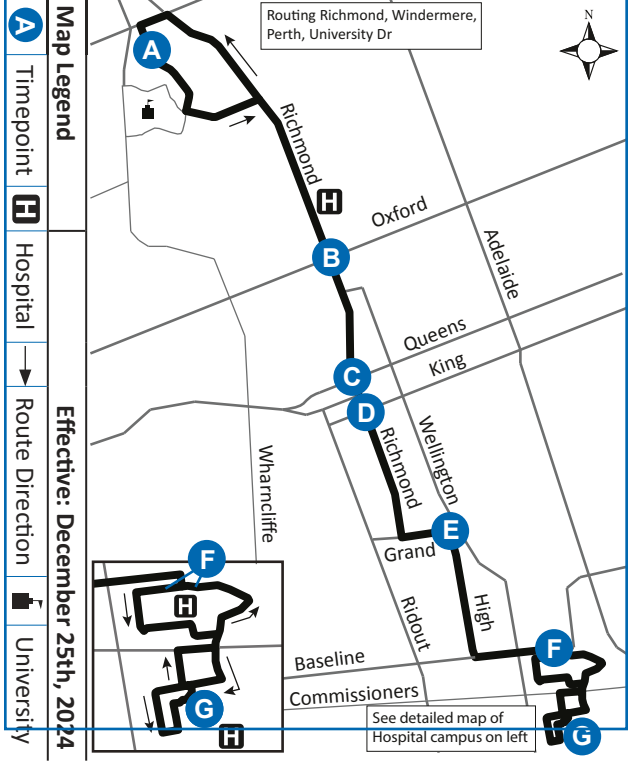 Routing Richmond, Windermere,
Perth, University Dr
N
A
Richmond
H
Oxford
B
Adelaide
Queens
King
C
D
Richmond
Wellington
E
Grand
Wharncliffe
Ridout
High
F
Baseline
Commissioners
G
See detailed map of
Hospital campus on left
F
H
G
H
Map Legend
Effective: December 25th, 2024
A Timepoint
H Hospital
Route Direction
University